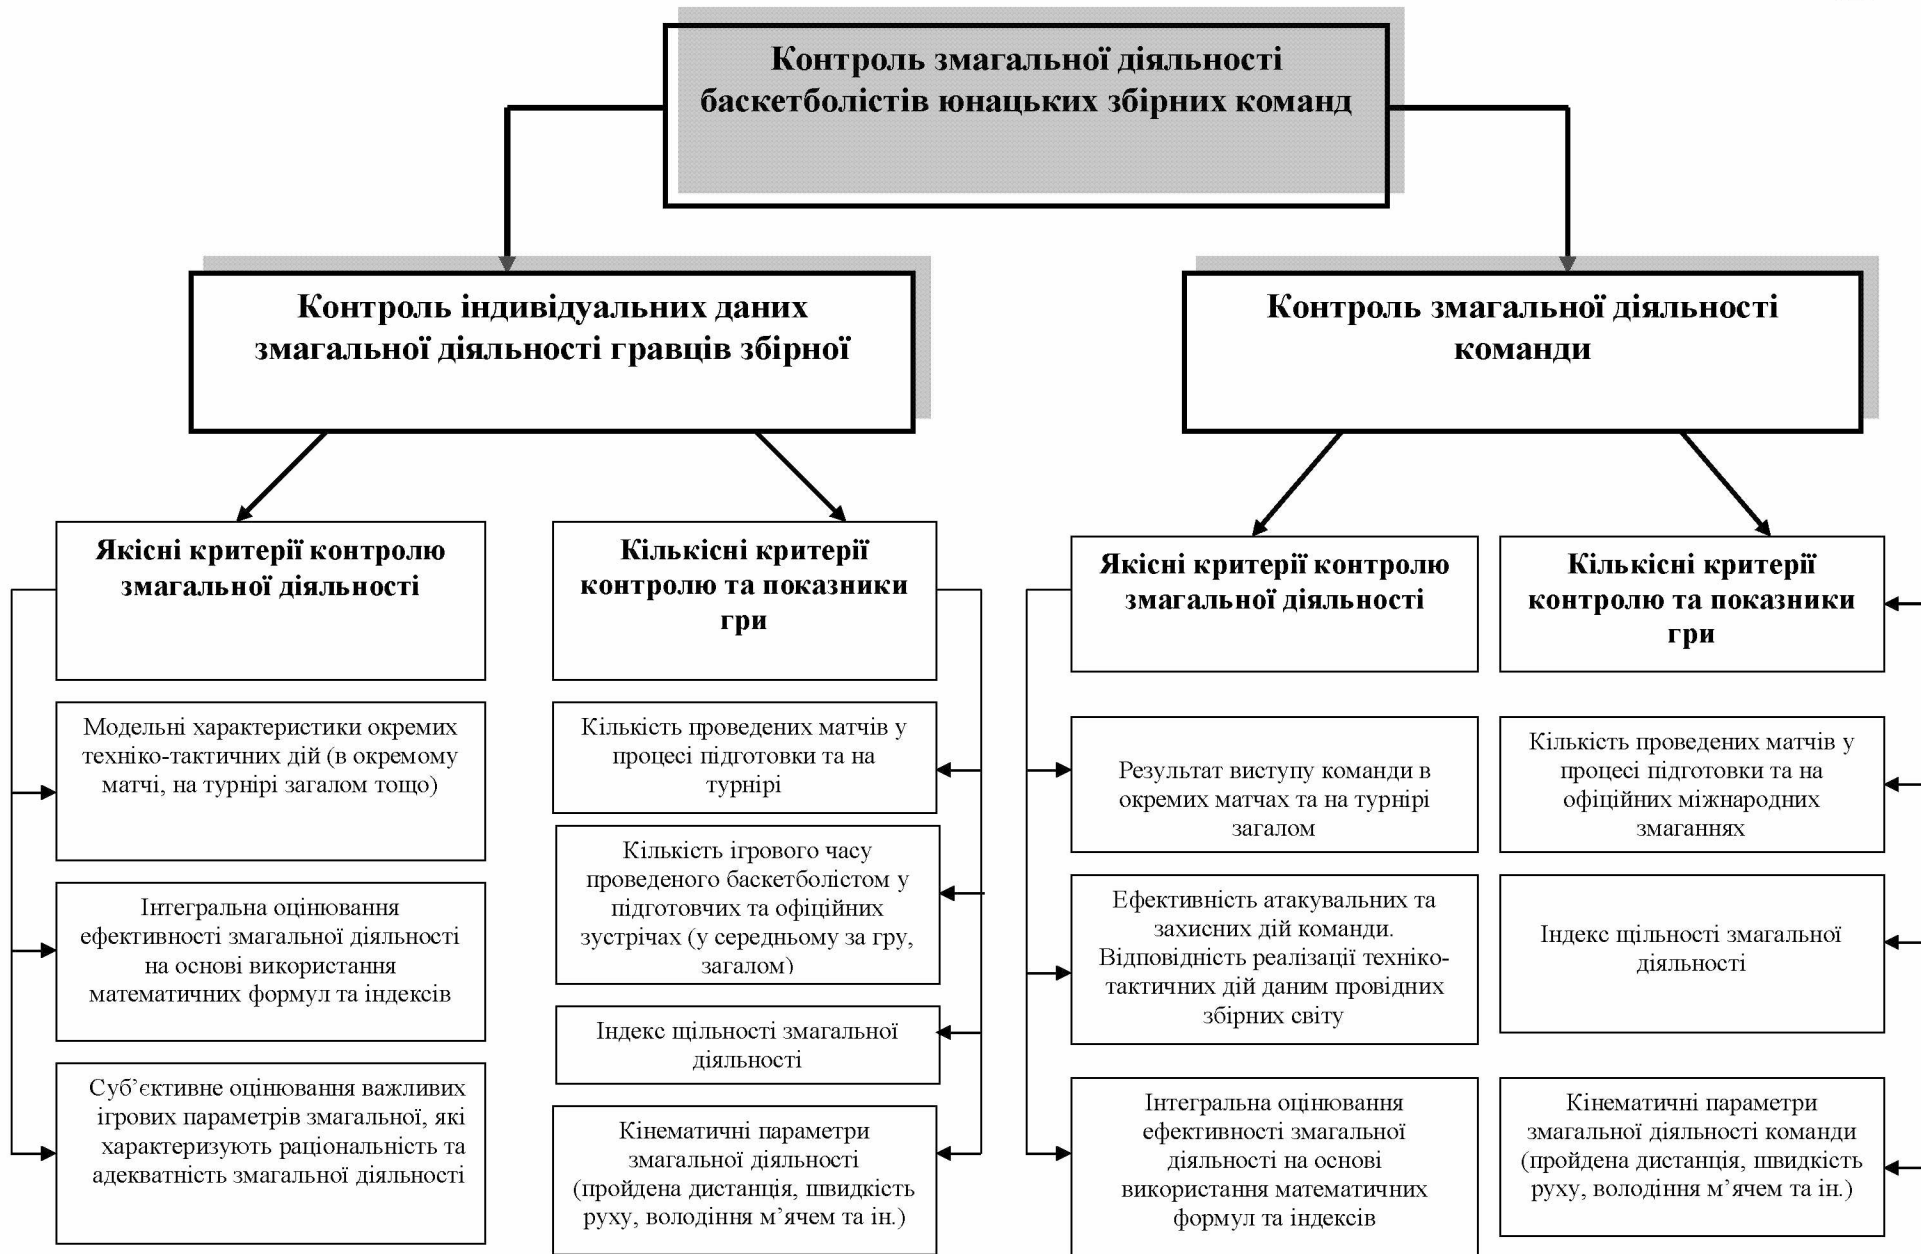 Контроль змагальної діяльності
баскетболістів юнацьких збірних команд
Контроль індивідуальних даних
змагальної діяльності гравців збірної
Контроль змагальної діяльності
команди
Якісні критерії контролю
змагальної діяльності
Кількісні критерії
контролю та показники
гри
Якісні критерії контролю
змагальної діяльності
Кількісні критерії
контролю та показники
гри
Модельні характеристики окремих
техніко-тактичних дій (в окремому
матчі, на турнірі загалом тощо)
Інтегральна оцінювання
ефективності змагальної діяльності
на основі використання
математичних формул та індексів
Суб’єктивне оцінювання важливих
ігрових параметрів змагальної, які
характеризують раціональність та
адекватність змагальної діяльності
Кількість проведених матчів у
процесі підготовки та на
турнірі
Кількість ігрового часу
проведеного баскетболістом у
підготовчих та офіційних
зустрічах (у середньому за гру,
загалом)
Індекс щільності змагальної
діяльності
Кінематичні параметри
змагальної діяльності
(пройдена дистанція, швидкість
руху, володіння м’ячем та ін.)
Результат виступу команди в
окремих матчах та на турнірі
загалом
Ефективність атакувальних та
захисних дій команди.
Відповідність реалізації техніко-
тактичних дій даним провідних
збірних світу
Інтегральна оцінювання
ефективності змагальної
діяльності на основі
використання математичних
формул та індексів
Кількість проведених матчів у
процесі підготовки та на
офіційних міжнародних
змаганнях
Індекс щільності змагальної
діяльності
Кінематичні параметри
змагальної діяльності команди
(пройдена дистанція, швидкість
руху, володіння м’ячем та ін.)